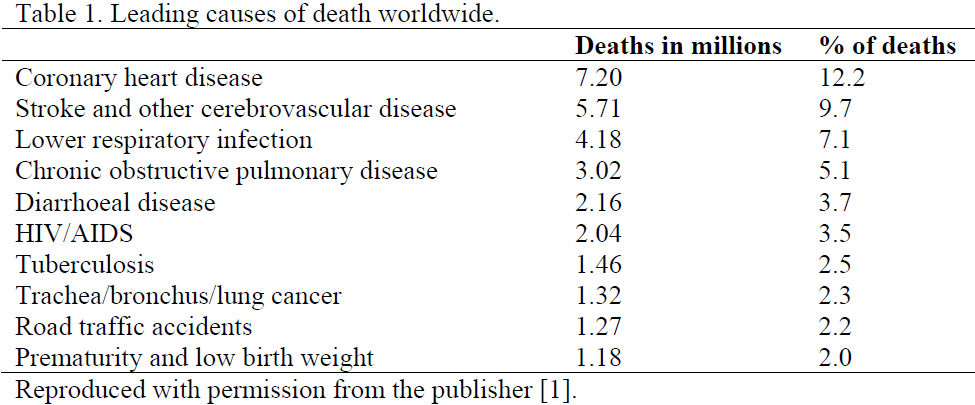 Table 1. Leading causes of death worldwide.
Deaths in millions % of deaths
Coronary heart disease 7.20 12.2
Stroke and other cerebrovascular disease 5.71 9.7
Lower respiratory infection 4.18 7.1
Chronic obstructive pulmonary disease 3.02 5.1
Diarrhoeal disease 2.16 3.7
HIV/AIDS 2.04 3.5
Tuberculosis 1.46 2.5
Trachea/bronchus/lung cancer 1.32 2.3
Road traffic accidents 1.27 2.2
Prematurity and low birth weight 1.18 2.0
Reproduced with permission from the publisher [1].